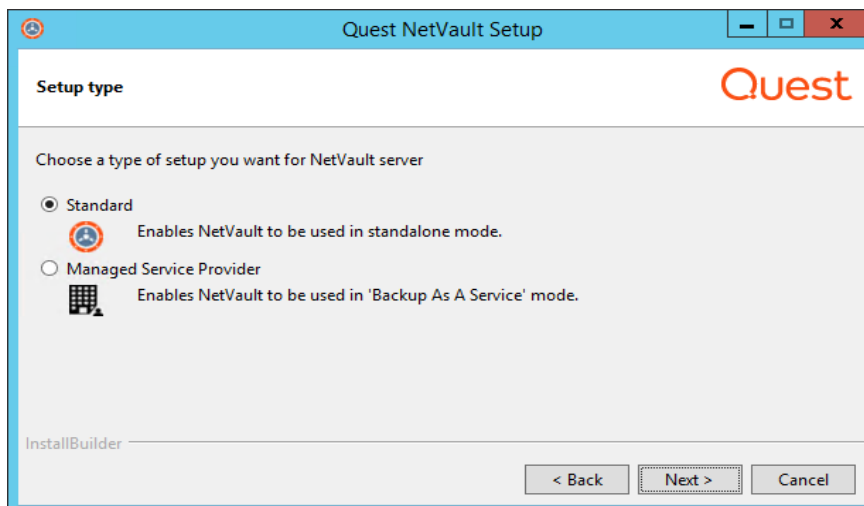 Quest NetVault Setup
Setup type
Quest
Choose a type of setup you want for NetVault server
Standard
Enables NetVault to be used in standalone mode.
Managed Service Provider
Enables NetVault to be used in 'Backup As A Service' mode.
InstallBuilder
< Back Next > Cancel